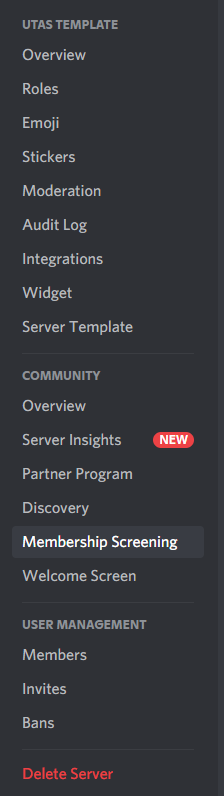 UTAS TEMPLATE
Overview
Roles
Emoji
Stickers
Moderation
Audit Log
Integrations
Widget
Server Template
COMMUNITY
Overview
Server Insights NEW
Partner Program
Discovery
Membership Screening
Welcome Screen
USER MANAGEMENT
Members
Invites
Bans
Delete Server